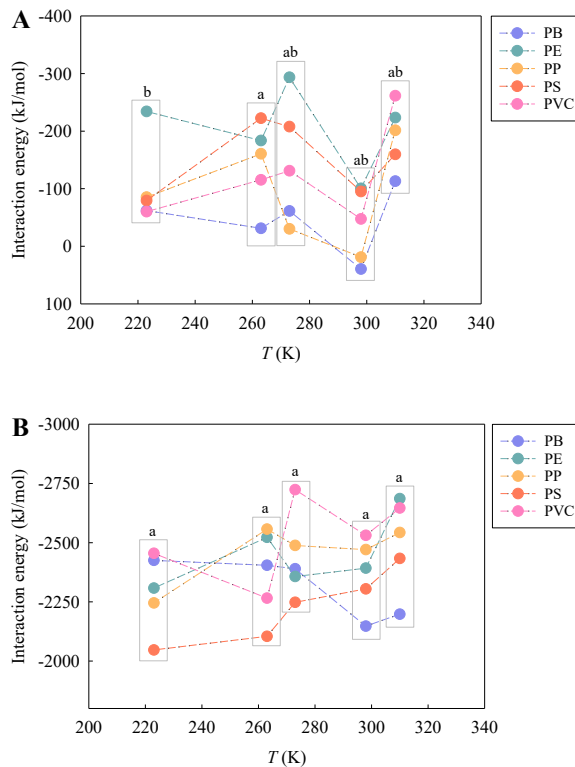 A
Interaction energy (kJ/mol)
-400
-300
-200
-100
0
100
b
a
ab
ab
ab
200 220 240 260 280 300 320 340
T (K)
PB
PE
PP
PS
PVC
B
Interaction energy (kJ/mol)
-3000
-2750
-2500
-2250
-2000
a
a
a
a
a
200 220 240 260 280 300 320 340
T (K)
PB
PE
PP
PS
PVC